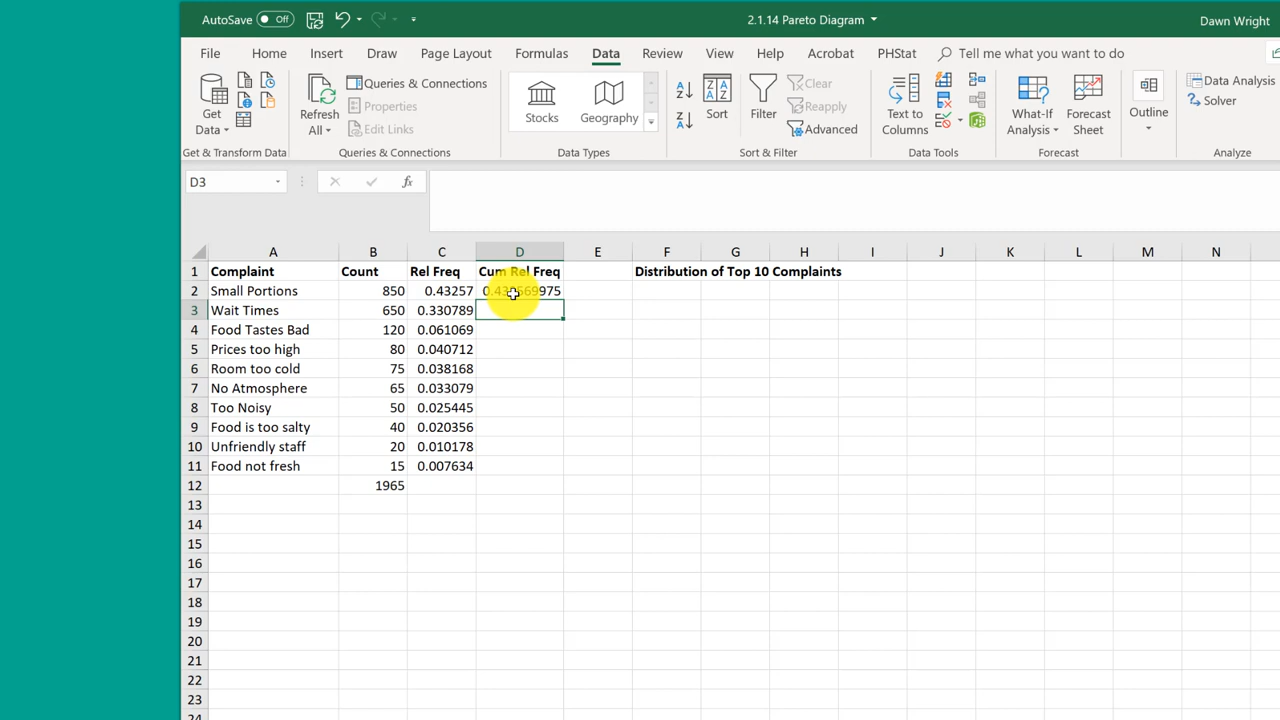 AutoSave Off 2.1.14 Pareto Diagram Dawn Wright
File Home Insert Draw Page Layout Formulas Data Review View Help Acrobat PHStat Tell me what you want to do
Get Data Refresh All Queries & Connections Properties Edit Links Stocks Geography Sort Filter Clear Reapply Advanced Text to Columns What-If Analysis Forecast Sheet Outline Data Analysis Solver
Get & Transform Data Queries & Connections Data Types Sort & Filter Data Tools Forecast Analyze
D3 fx
A B C D E F G H I J K L M N
1 Complaint Count Rel Freq Cum Rel Freq Distribution of Top 10 Complaints
2 Small Portions 850 0.43257 0.432569975
3 Wait Times 650 0.330789
4 Food Tastes Bad 120 0.061069
5 Prices too high 80 0.040712
6 Room too cold 75 0.038168
7 No Atmosphere 65 0.033079
8 Too Noisy 50 0.025445
9 Food is too salty 40 0.020356
10 Unfriendly staff 20 0.010178
11 Food not fresh 15 0.007634
12 1965
13
14
15
16
17
18
19
20
21
22
23
24